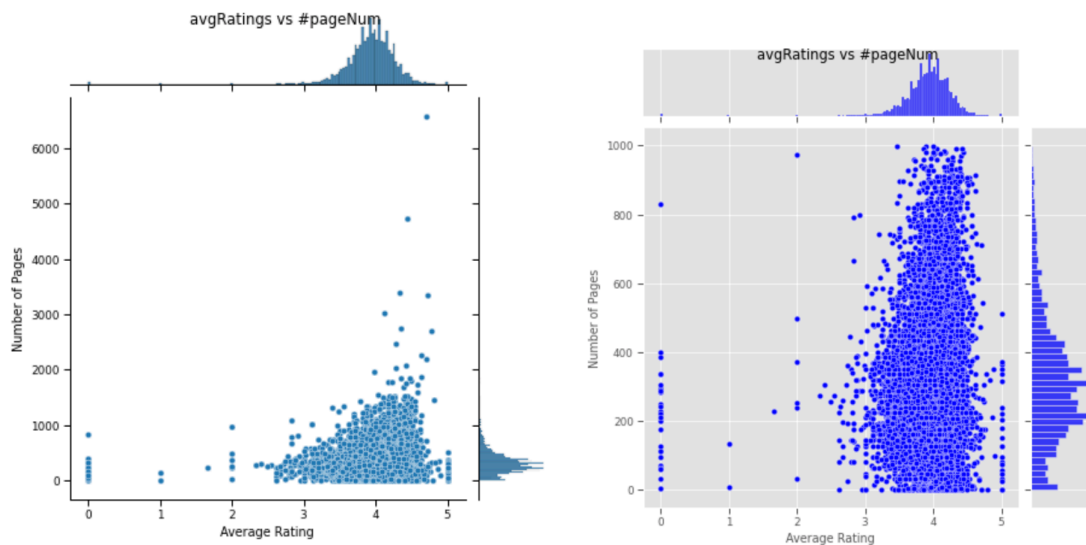 avgRatings vs #pageNum
6000
5000
4000
3000
2000
1000
0
Number of Pages
0 1 2 3 4 5
Average Rating
avgRatings vs #pageNum
1000
800
600
400
200
0
Number of Pages
0 1 2 3 4 5
Average Rating